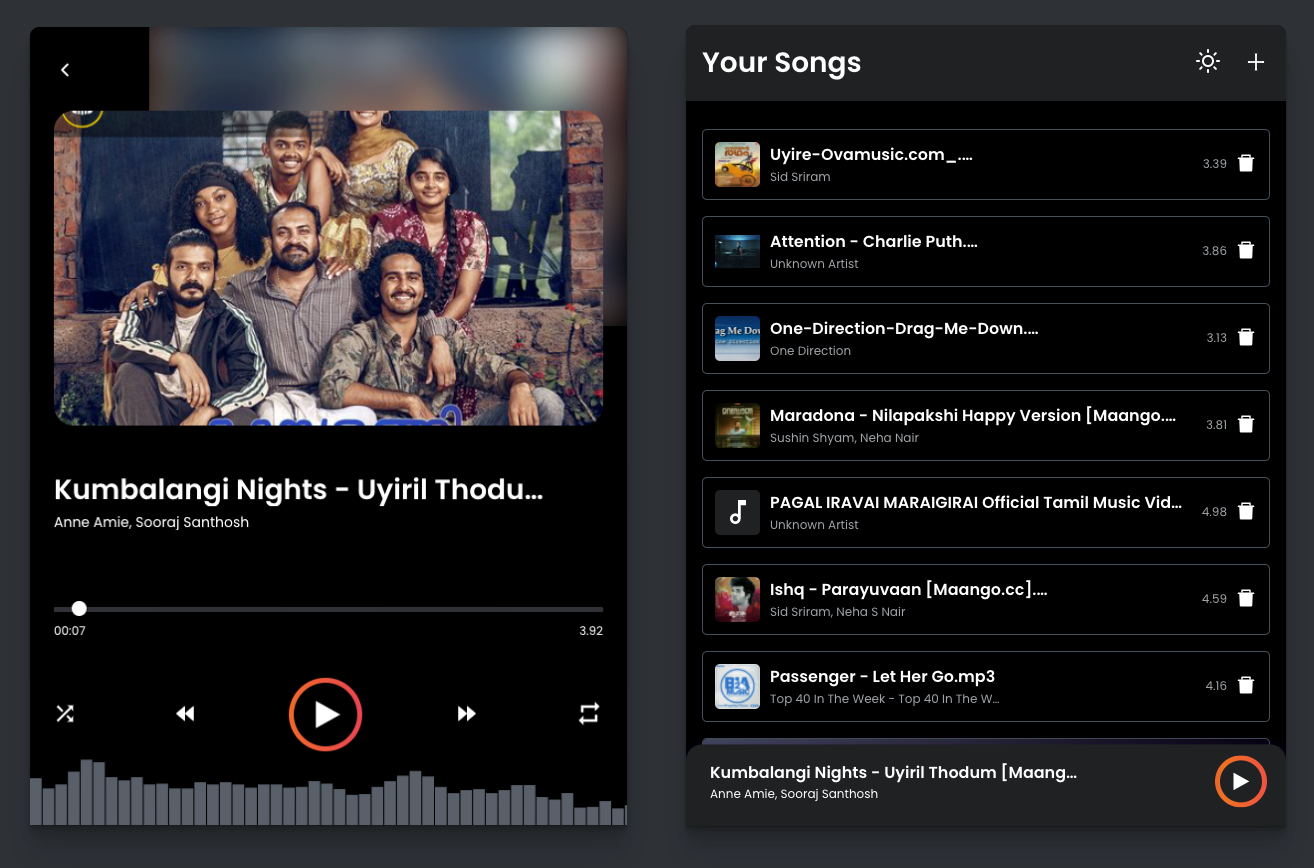 Kumbalangi Nights - Uyiril Thodu...
Anne Amie, Sooraj Santhosh
00:07
3.92
Your Songs
Uyire-Ovamusic.com_....
Sid Sriram
3.39
Attention - Charlie Puth....
Unknown Artist
3.86
ag Me Dow
One-Direction-Drag-Me-Down....
One Direction
3.13
Maradona - Nilapakshi Happy Version [Maango....
Sushin Shyam, Neha Nair
3.81
PAGAL IRAVAI MARAIGIRAI Official Tamil Music Vid...
Unknown Artist
4.98
Ishq - Parayuvaan [Maango.cc]....
Sid Sriram, Neha S Nair
4.59
Passenger - Let Her Go.mp3
Top 40 In The Week - Top 40 In The W...
4.16
Kumbalangi Nights - Uyiril Thodum [Maang...
Anne Amie, Sooraj Santhosh